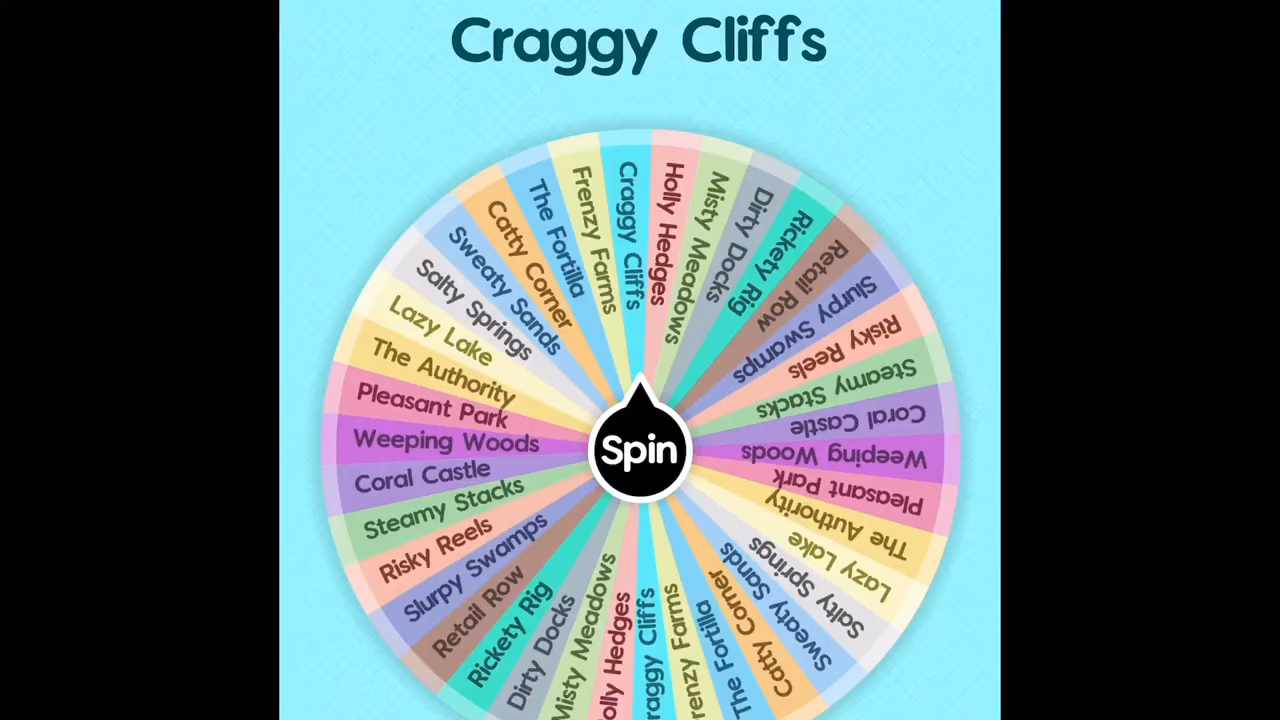 Craggy Cliffs
Craggy Cliffs
Holly Hedges
Misty Meadows
Dirty Docks
Rickety Rig
Retail Row
Slurpy Swamps
Risky Reels
Steamy Stacks
Coral Castle
Weeping Woods
Pleasant Park
The Authority
Lazy Lake
Salty Springs
Sweaty Sands
Catty Corner
The Fortilla
renzy Farms
raggy Cliffs
olly Hedges
Misty Meadows
Dirty Docks
Rickety Rig
Retail Row
Slurpy Swamps
Risky Reels
Steamy Stacks
Coral Castle
Weeping Woods
Pleasant Park
The Authority
Lazy Lake
Salty Springs
Sweaty Sands
Catty Corner
The Fortilla
Frenzy Farms
Spin